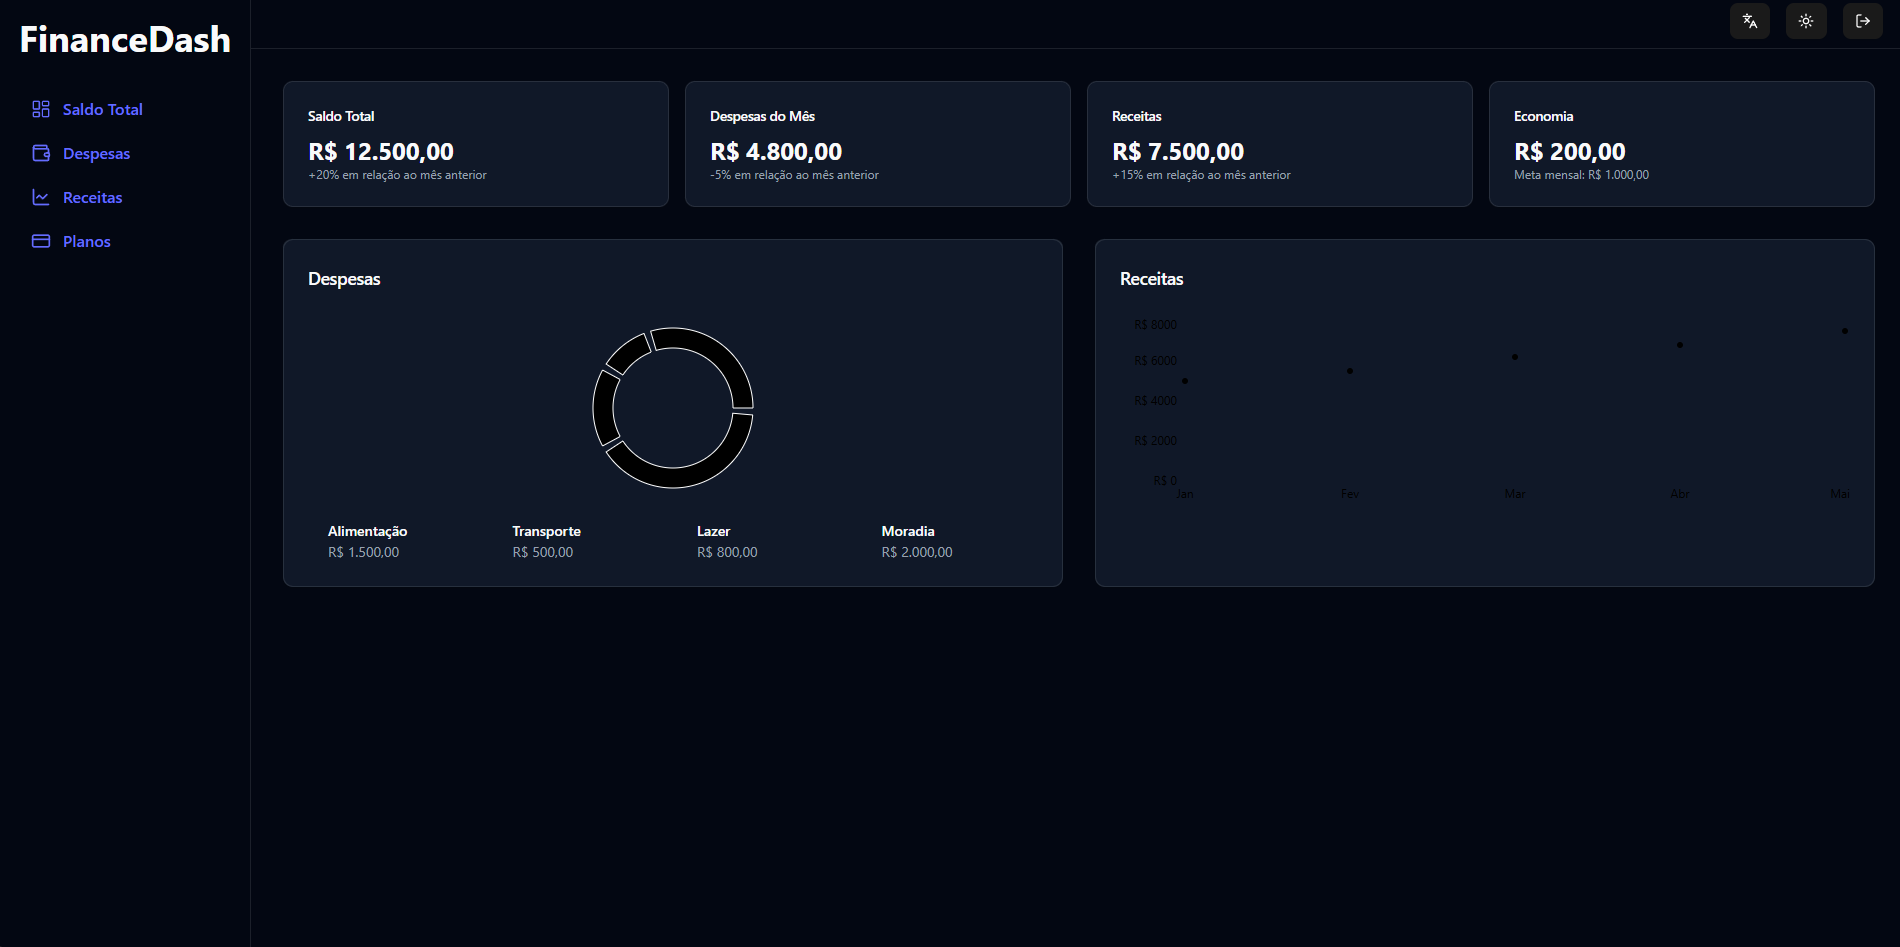 FinanceDash
Saldo Total
Despesas
Receitas
Planos
Saldo Total
R$ 12.500,00
+20% em relação ao mês anterior
Despesas do Mês
R$ 4.800,00
-5% em relação ao mês anterior
Receitas
R$ 7.500,00
+15% em relação ao mês anterior
Economia
R$ 200,00
Meta mensal: R$ 1.000,00
Despesas
Alimentação
R$ 1.500,00
Transporte
R$ 500,00
Lazer
R$ 800,00
Moradia
R$ 2.000,00
Receitas
R$ 8000
R$ 6000
R$ 4000
R$ 2000
R$ 0
Jan
Fev
Mar
Abr
Mai